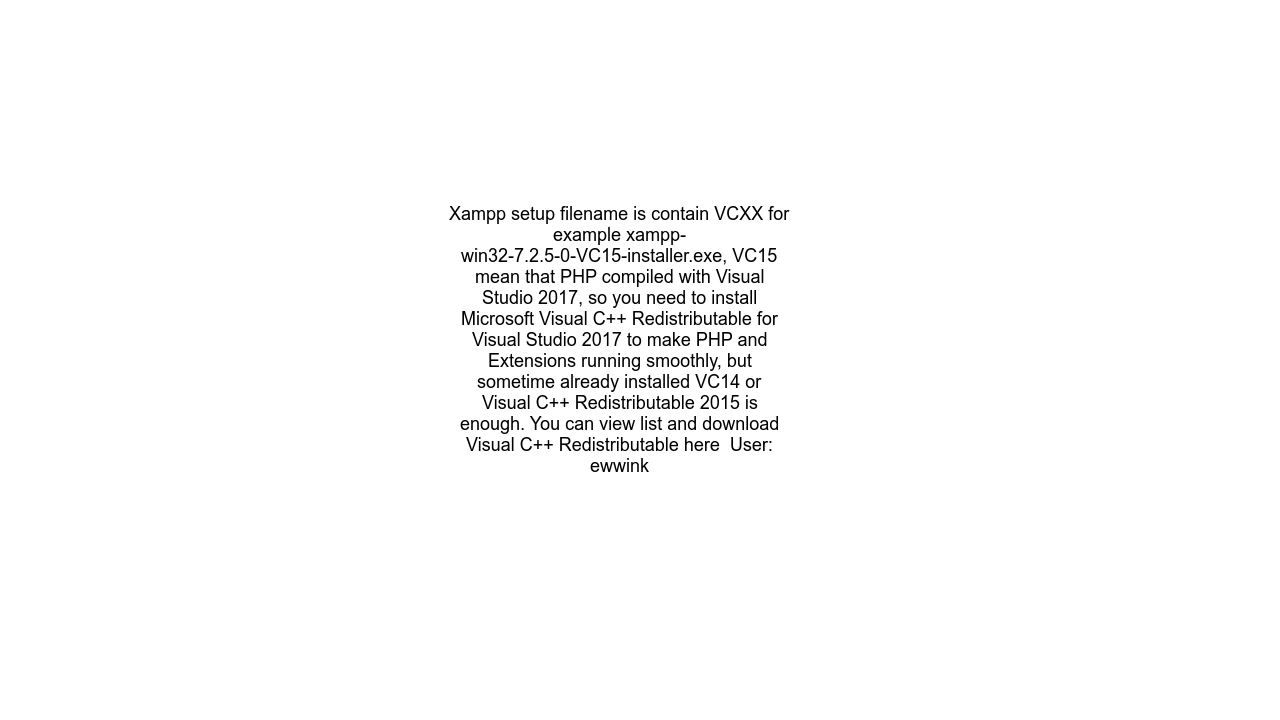 Xampp setup filename is contain VCXX for
example xampp-
win32-7.2.5-0-VC15-installer.exe, VC15
mean that PHP compiled with Visual
Studio 2017, so you need to install
Microsoft Visual C++ Redistributable for
Visual Studio 2017 to make PHP and
Extensions running smoothly, but
sometime already installed VC14 or
Visual C++ Redistributable 2015 is
enough. You can view list and download
Visual C++ Redistributable here  User:
ewwink